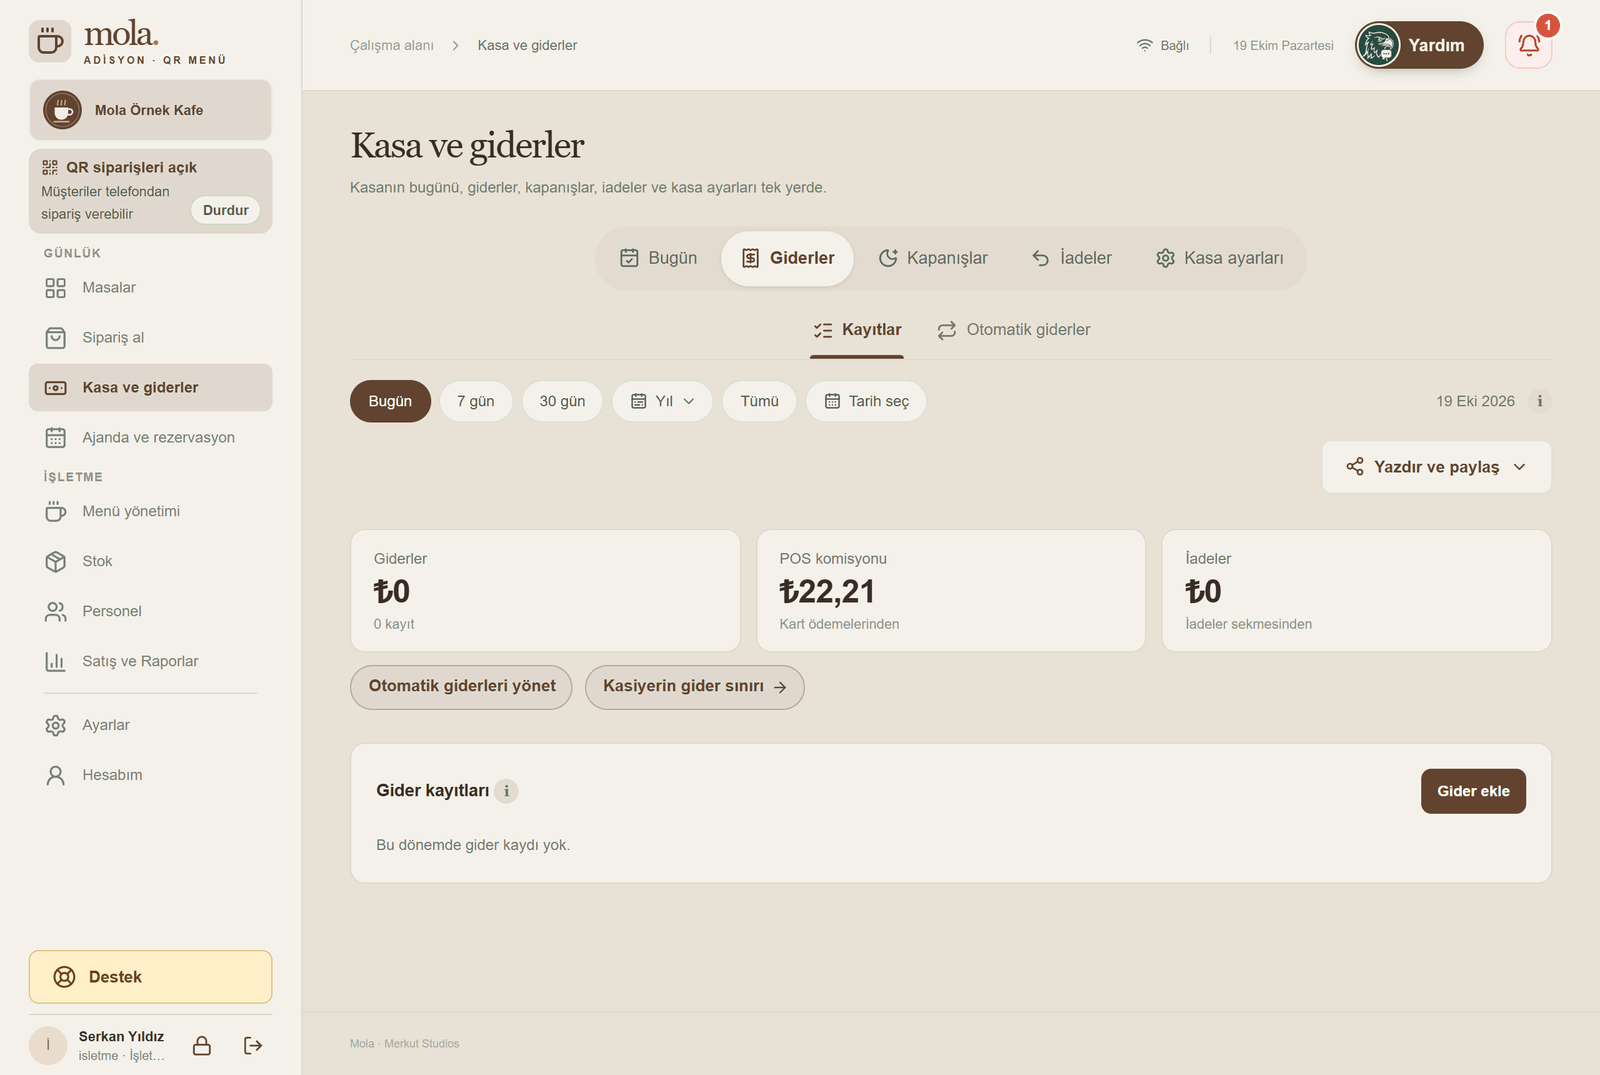 mola.
ADİSYON · QR MENÜ
Mola Örnek Kafe
QR siparişleri açık
Müşteriler telefondan
sipariş verebilir
Durdur
GÜNLÜK
Masalar
Sipariş al
Kasa ve giderler
Ajanda ve rezervasyon
İŞLETME
Menü yönetimi
Stok
Personel
Satış ve Raporlar
Ayarlar
Hesabım
Destek
İ
Serkan Yıldız
isletme · İşlet...
Çalışma alanı
Kasa ve giderler
Bağlı
19 Ekim Pazartesi
Yardım
1
Kasa ve giderler
Kasanın bugünü, giderler, kapanışlar, iadeler ve kasa ayarları tek yerde.
Bugün
Giderler
Kapanışlar
İadeler
Kasa ayarları
Kayıtlar
Otomatik giderler
Bugün
7 gün
30 gün
Yıl
Tümü
Tarih seç
19 Eki 2026
i
Yazdır ve paylaş
Giderler
₺0
0 kayıt
POS komisyonu
₺22,21
Kart ödemelerinden
İadeler
₺0
İadeler sekmesinden
Otomatik giderleri yönet
Kasiyerin gider sınırı →
Gider kayıtları i
Gider ekle
Bu dönemde gider kaydı yok.
Mola · Merkut Studios